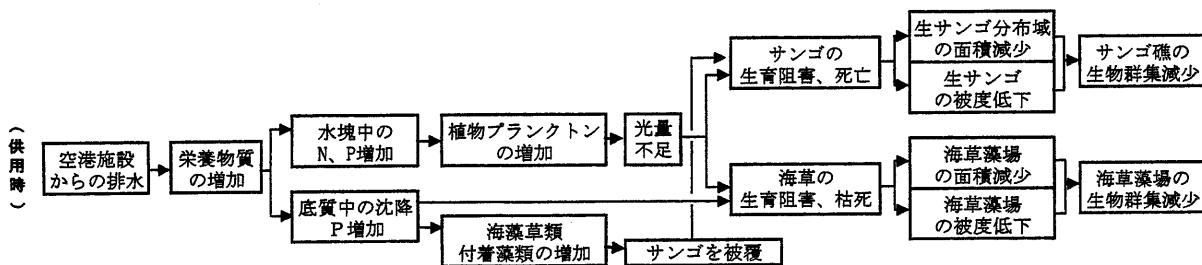 （供用時）
空港施設
からの排水
栄養物質
の増加
水塊中の
N、P増加
植物プランクトン
の増加
光量
不足
底質中の沈降
P増加
海藻草類
付着藻類の増加
サンゴを被覆
サンゴの
生育阻害、死亡
海草の
生育阻害、枯死
生サンゴ分布域
の面積減少
生サンゴ
の被度低下
サンゴ礁の
生物群集減少
海草藻場
の面積減少
海草藻場
の被度低下
海草藻場の
生物群集減少